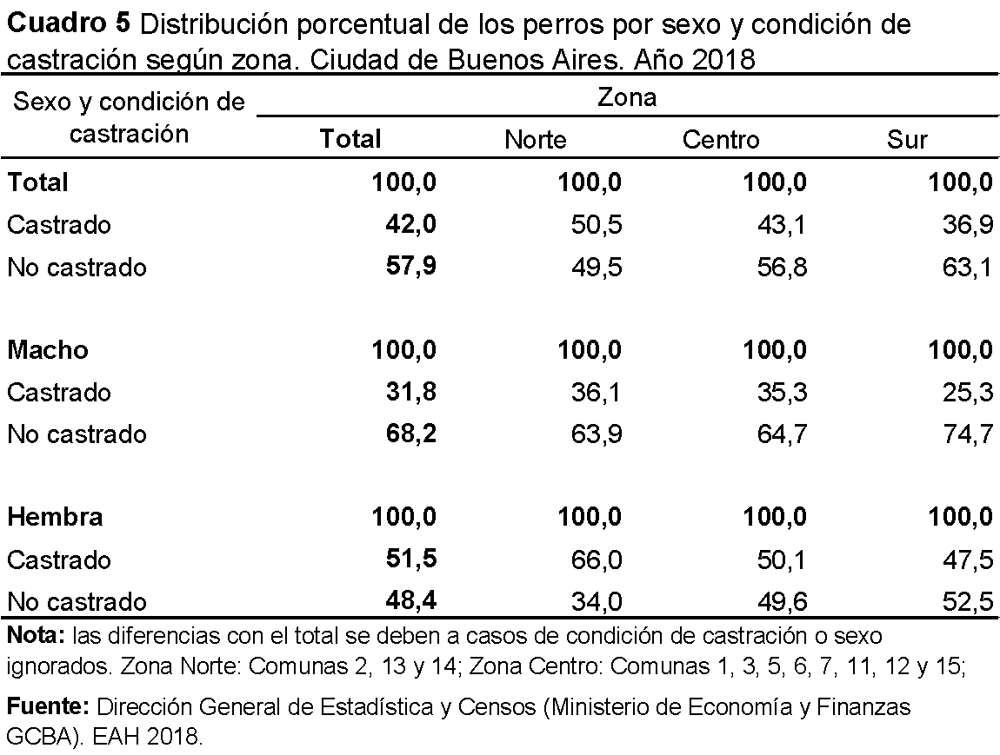 Cuadro 5 Distribución porcentual de los perros por sexo y condición de
castración según zona. Ciudad de Buenos Aires. Año 2018
Sexo y condición de castración Zona
Total Norte Centro Sur
Total 100,0 100,0 100,0 100,0
Castrado 42,0 50,5 43,1 36,9
No castrado 57,9 49,5 56,8 63,1
Macho 100,0 100,0 100,0 100,0
Castrado 31,8 36,1 35,3 25,3
No castrado 68,2 63,9 64,7 74,7
Hembra 100,0 100,0 100,0 100,0
Castrado 51,5 66,0 50,1 47,5
No castrado 48,4 34,0 49,6 52,5
Nota: las diferencias con el total se deben a casos de condición de castración o sexo
ignorados. Zona Norte: Comunas 2, 13 y 14; Zona Centro: Comunas 1, 3, 5, 6, 7, 11, 12 y 15;
Fuente: Dirección General de Estadística y Censos (Ministerio de Economía y Finanzas
GCBA). EAH 2018.